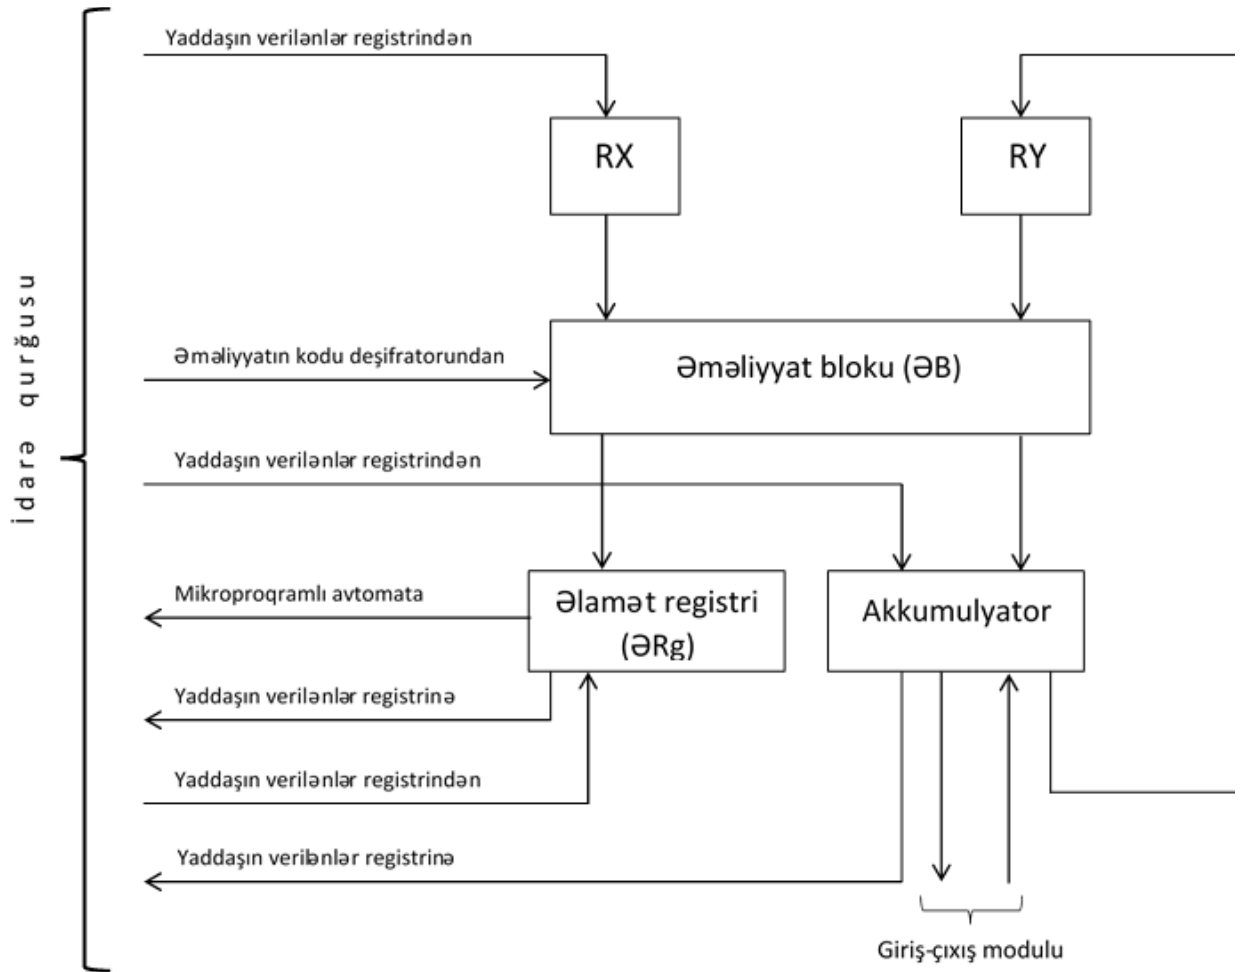 Yaddaşın verilənlər registrindən
RX
RY
Əməliyyatın kodu deşifratorundan
Əməliyyat bloku (ƏB)
İdare qurğusu
Yaddaşın verilənlər registrindən
Mikroproqramlı avtomata
Əlamət registri
(ƏRg)
Akkumulyator
Yaddaşın verilənlər registrinə
Yaddaşın verilənlər registrindən
Yaddaşın verilənlər registrinə
Giriş-çıxış modulu